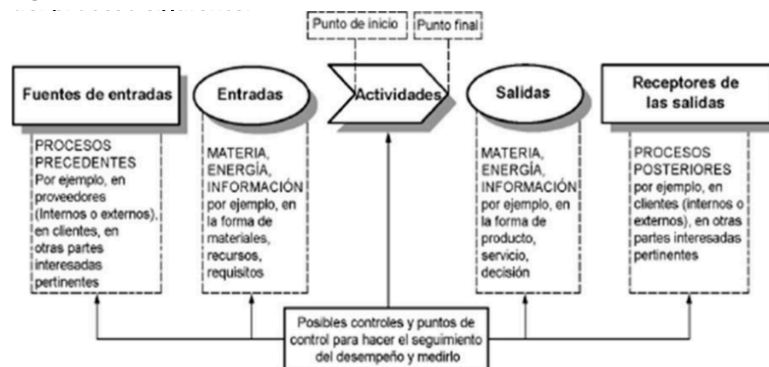 Punto de inicio
Punto final
Fuentes de entradas
Entradas
Actividades
Salidas
Receptores de
las salidas
PROCESOS
PRECEDENTES
Por ejemplo, en
proveedores
(Internos o externos),
en clientes, en
otras partes
interesadas
pertinentes
MATERIA,
ENERGÍA,
INFORMACIÓN
por ejemplo, en
la forma de
materiales,
recursos,
requisitos
MATERIA,
ENERGÍA,
INFORMACIÓN
por ejemplo, en
la forma de
producto,
servicio,
decisión
PROCESOS
POSTERIORES
por ejemplo, en
clientes (internos o
externos), en otras
partes interesadas
pertinentes
Posibles controles y puntos de
control para hacer el seguimiento
del desempeño y medirlo